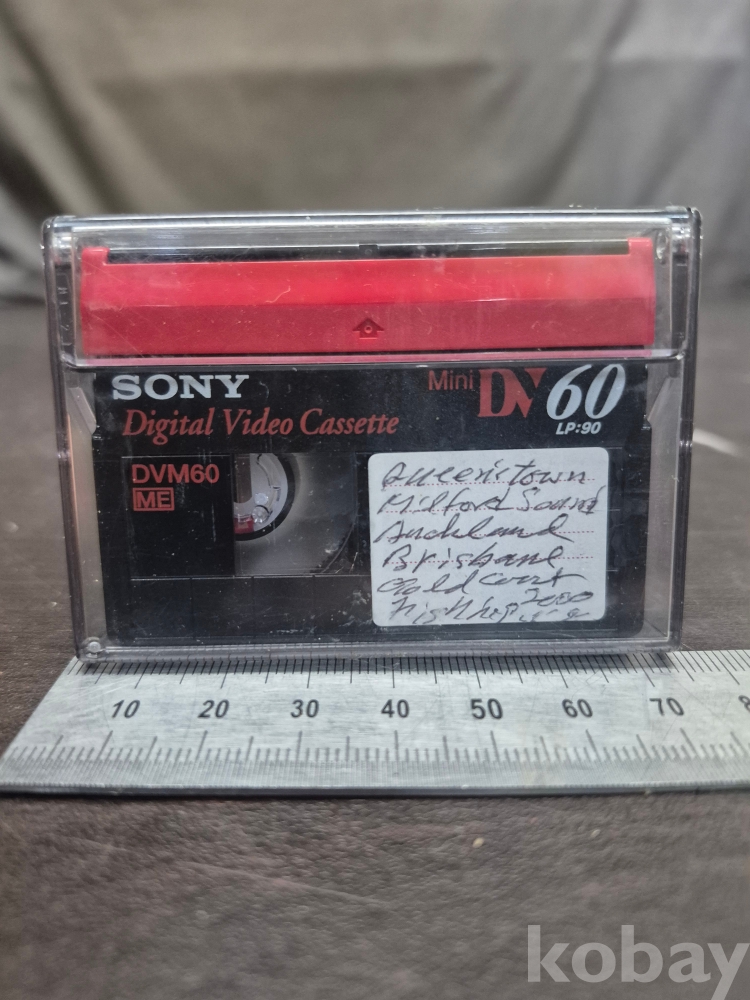 SONY
Digital Video Cassette
Mini DV 60
LP:90
DVM60
ME
Queenstown
Milford Sound
Auckland
Brisbane
Gold Coast
2000
10 20 30 40 50 60 70
kobay